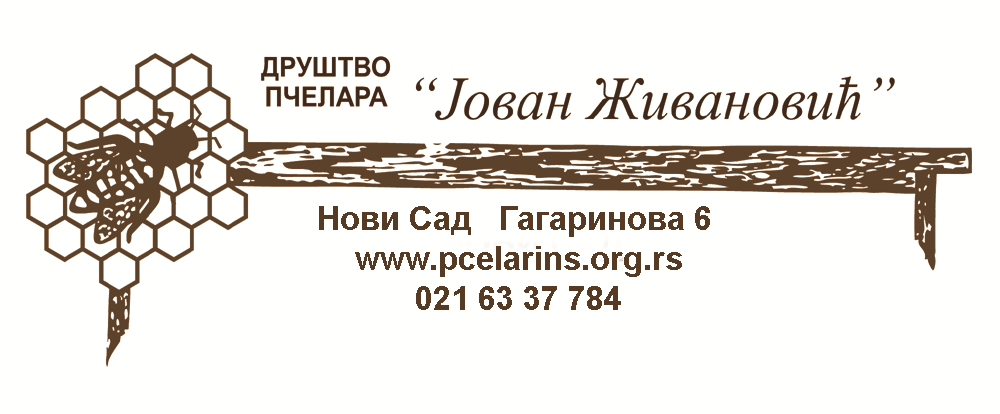 ДРУШТВО
ПЧЕЛАРА
“Јован Живановић”
Нови Сад Гагаринова 6
www.pcelarins.org.rs
021 63 37 784